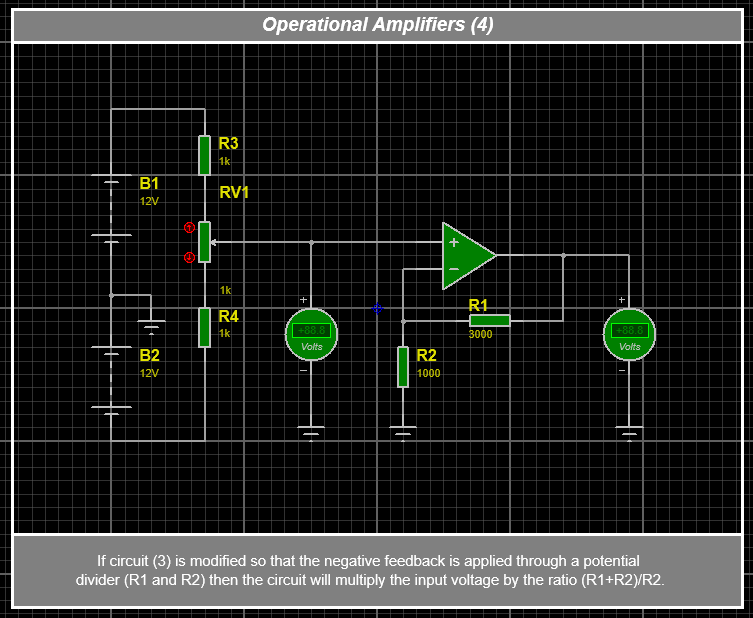 Operational Amplifiers (4)
R3
1k
B1
12V
RV1
+
−
1k
R4
1k
R1
3000
+
+88.8
Volts
−
+
+88.8
Volts
−
B2
12V
R2
1000
If circuit (3) is modified so that the negative feedback is applied through a potential
divider (R1 and R2) then the circuit will multiply the input voltage by the ratio (R1+R2)/R2.